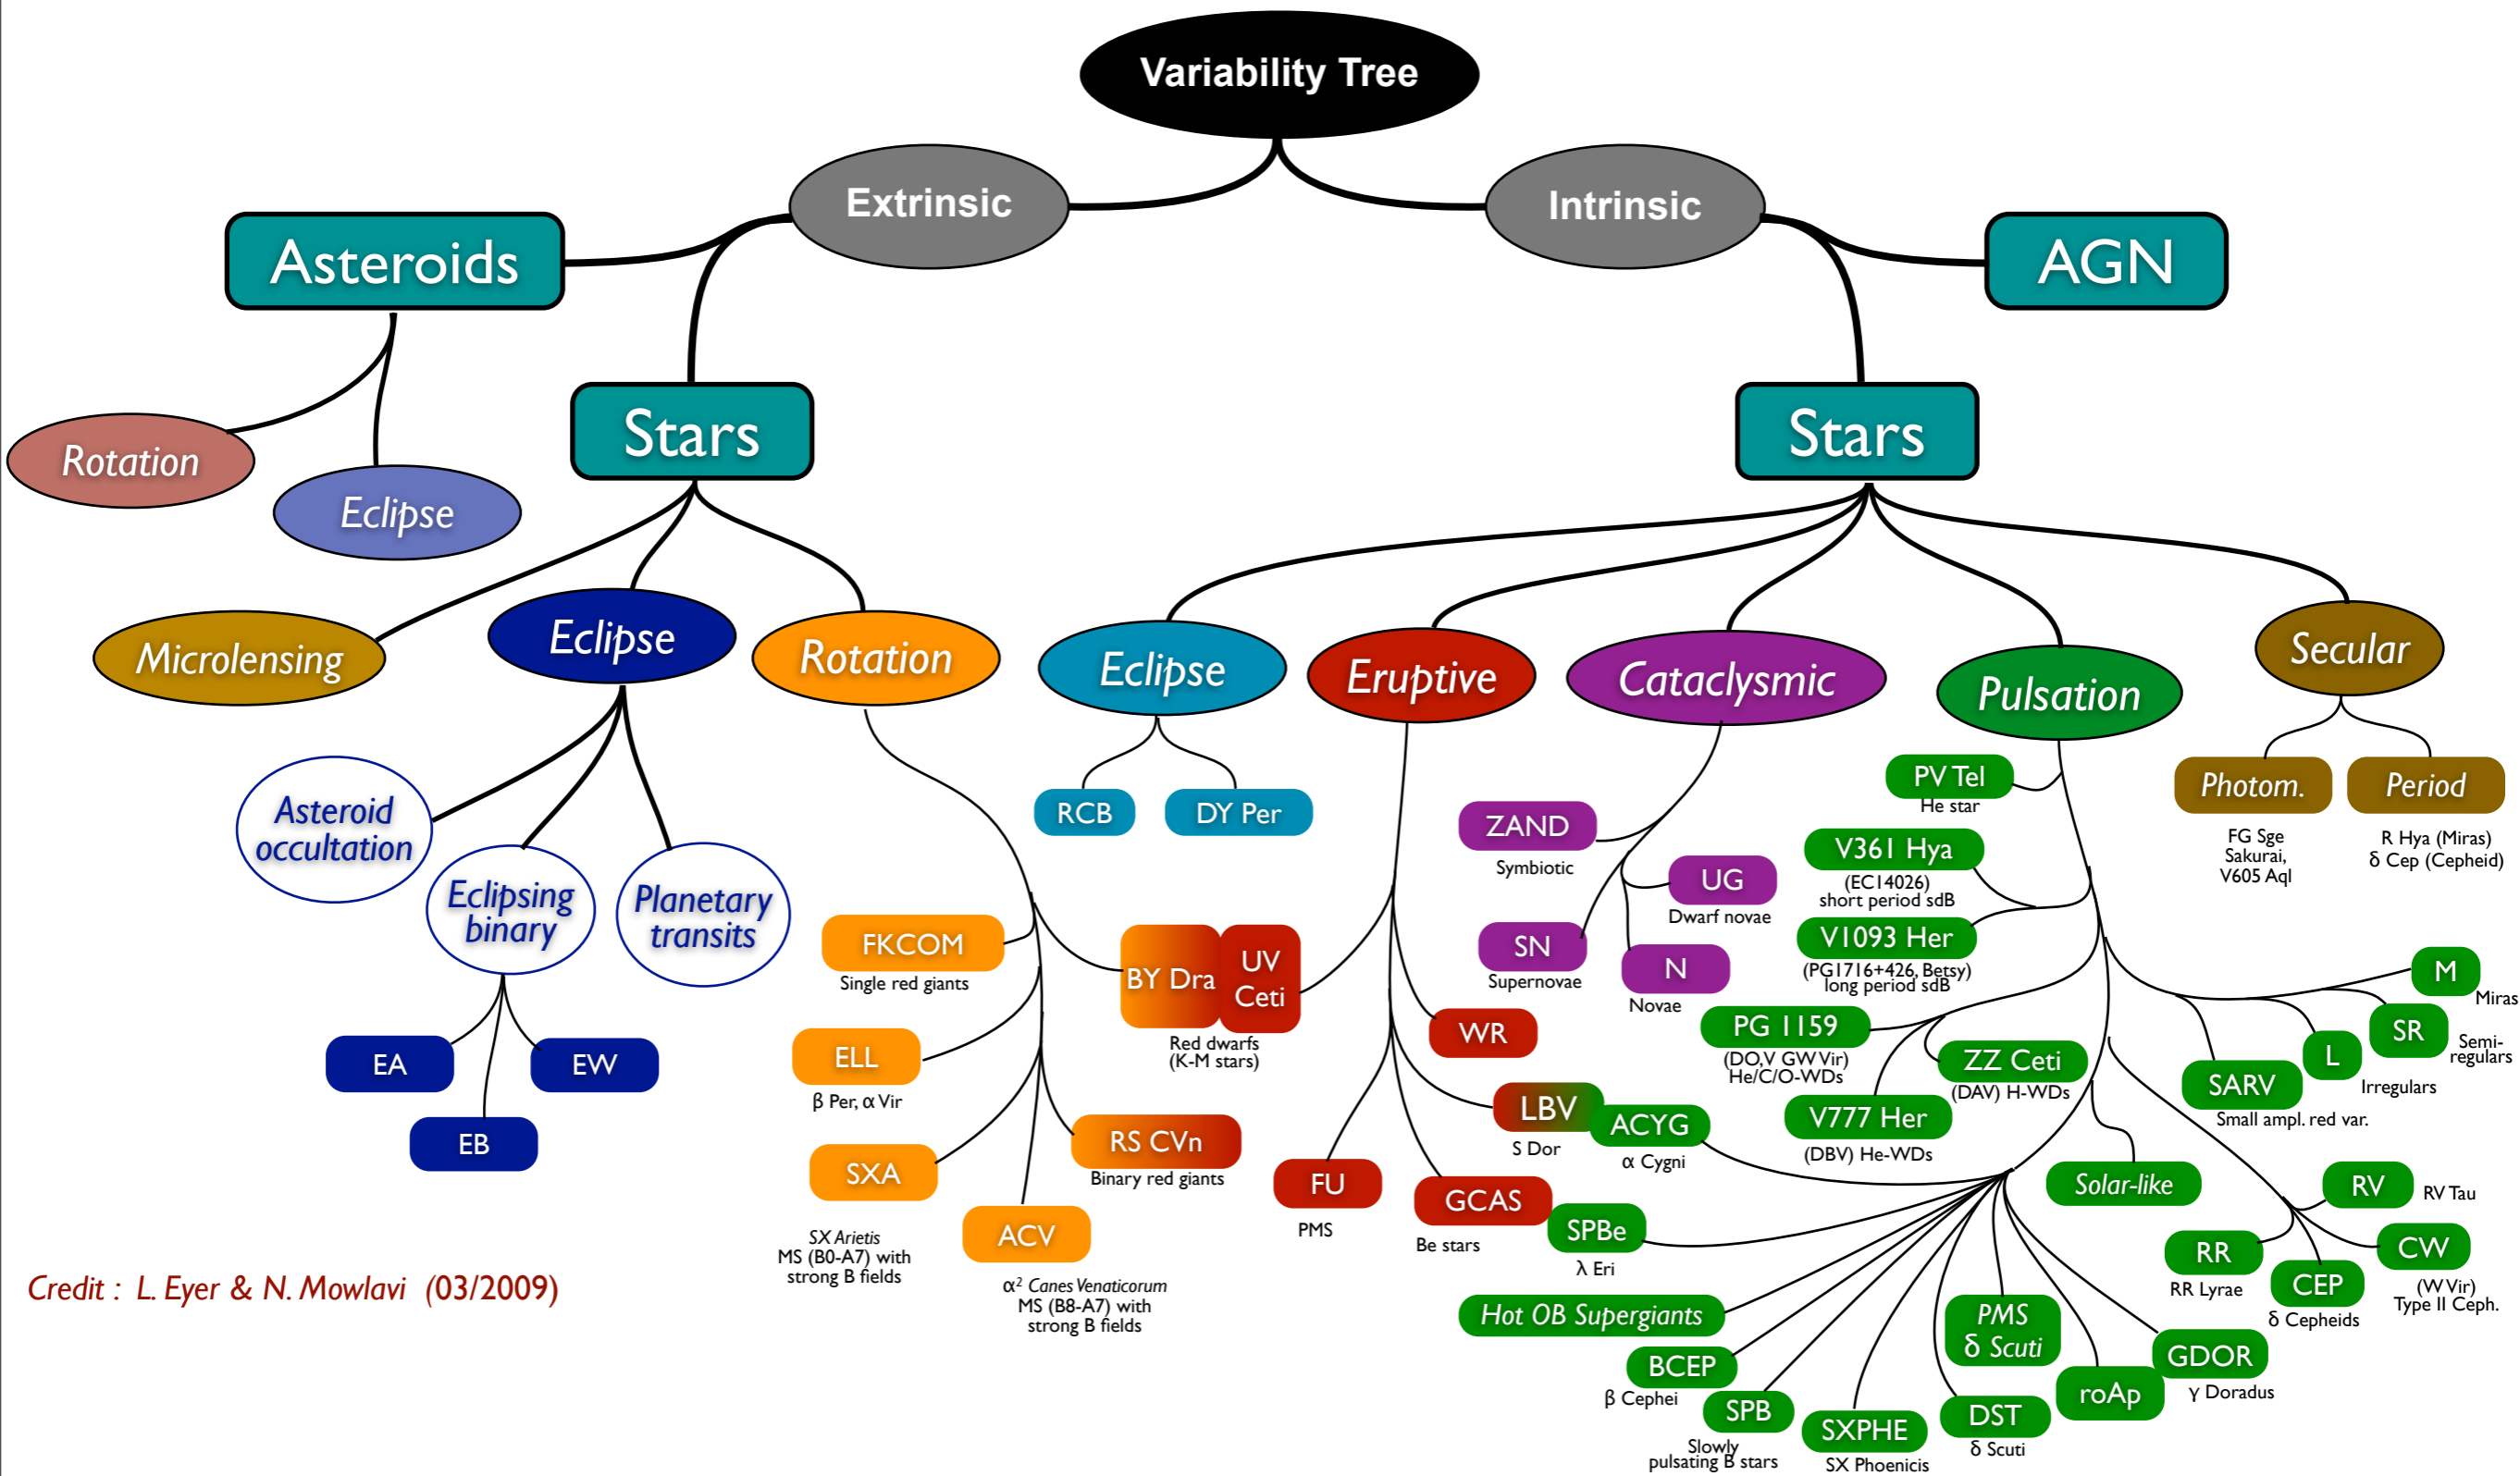 Variability Tree
Extrinsic
Intrinsic
Asteroids
AGN
Stars
Stars
Rotation
Eclipse
Microlensing
Eclipse
Rotation
Eclipse
Eruptive
Cataclysmic
Pulsation
Secular
Asteroid
occultation
Eclipsing
binary
Planetary
transits
EA
EB
EW
FKCOM
Single red giants
ELL
β Per, α Vir
SXA
SX Arietis
MS (B0-A7) with
strong B fields
ACV
α² Canes Venaticorum
MS (B8-A7) with
strong B fields
RS CVn
Binary red giants
BY Dra
UV
Ceti
Red dwarfs
(K-M stars)
RCB
DY Per
WR
LBV
S Dor
FU
PMS
GCAS
Be stars
ZAND
Symbiotic
UG
Dwarf novae
SN
Supernovae
N
Novae
PV Tel
He star
V361 Hya
(EC14026)
short period sdB
V1093 Her
(PG1716+426, Betsy)
long period sdB
PG 1159
(DO,V GW Vir)
He/C/O-WDs
ZZ Ceti
(DAV) H-WDs
V777 Her
(DBV) He-WDs
Solar-like
ACYG
α Cygni
SPBe
λ Eri
Hot OB Supergiants
BCEP
β Cephei
SPB
Slowly
pulsating B stars
SXPHE
SX Phoenicis
DST
δ Scuti
PMS
δ Scuti
roAp
GDOR
γ Doradus
M
Miras
SR
Semi-
regulars
L
Irregulars
SARV
Small ampl. red var.
RV
RV Tau
CW
(W Vir)
Type II Ceph.
CEP
δ Cepheids
RR
RR Lyrae
Photom.
FG Sge
Sakurai,
V605 Aql
Period
R Hya (Miras)
δ Cep (Cepheid)
Credit : L. Eyer & N. Mowlavi (03/2009)